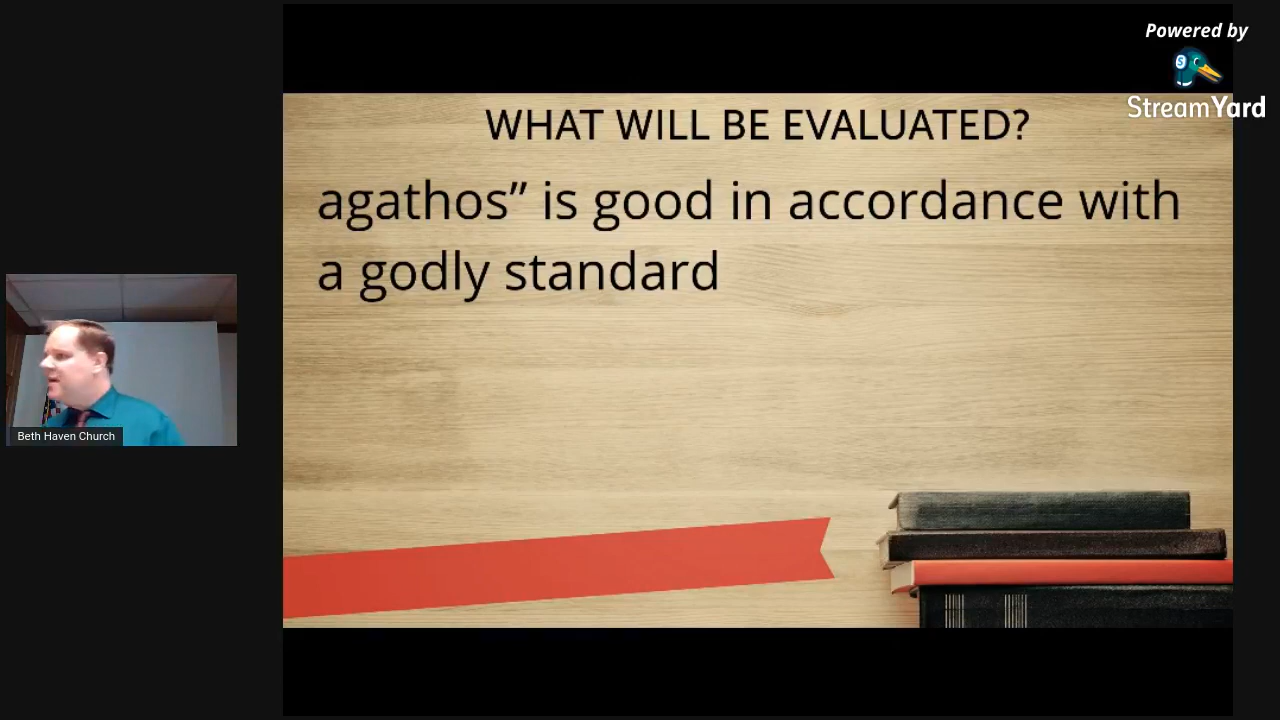 Powered by
StreamYard
WHAT WILL BE EVALUATED?
agathos” is good in accordance with
a godly standard
Beth Haven Church